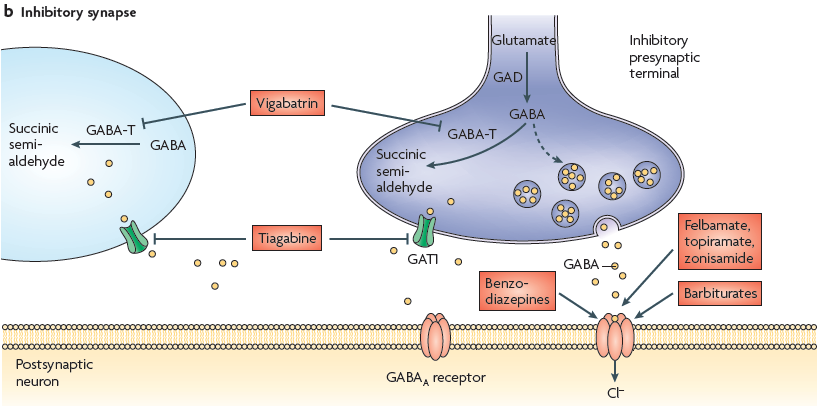 b Inhibitory synapse
Glutamate
Inhibitory
presynaptic
terminal
GAD
Vigabatrin
GABA
Succinic
semi-
aldehyde
GABA-T
GABA
GABA-T
Succinic
semi-
aldehyde
Tiagabine
GAT1
GABA
Felbamate,
topiramate,
zonisamide
Benzo-
diazepines
Barbiturates
Postsynaptic
neuron
GABAA receptor
Cl–